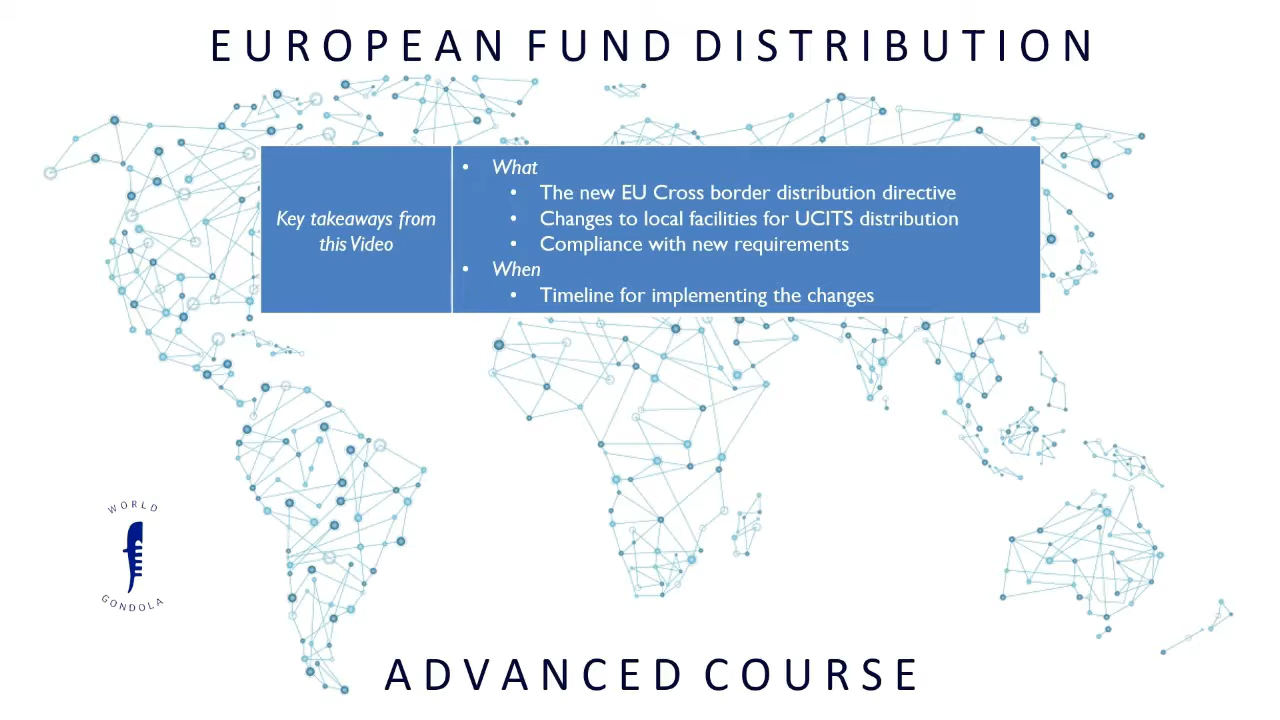 EUROPEAN FUND DISTRIBUTION
Key takeaways from
this Video
• What
• The new EU Cross border distribution directive
• Changes to local facilities for UCITS distribution
• Compliance with new requirements
• When
• Timeline for implementing the changes
WORLD
GONDOLA
ADVANCED COURSE